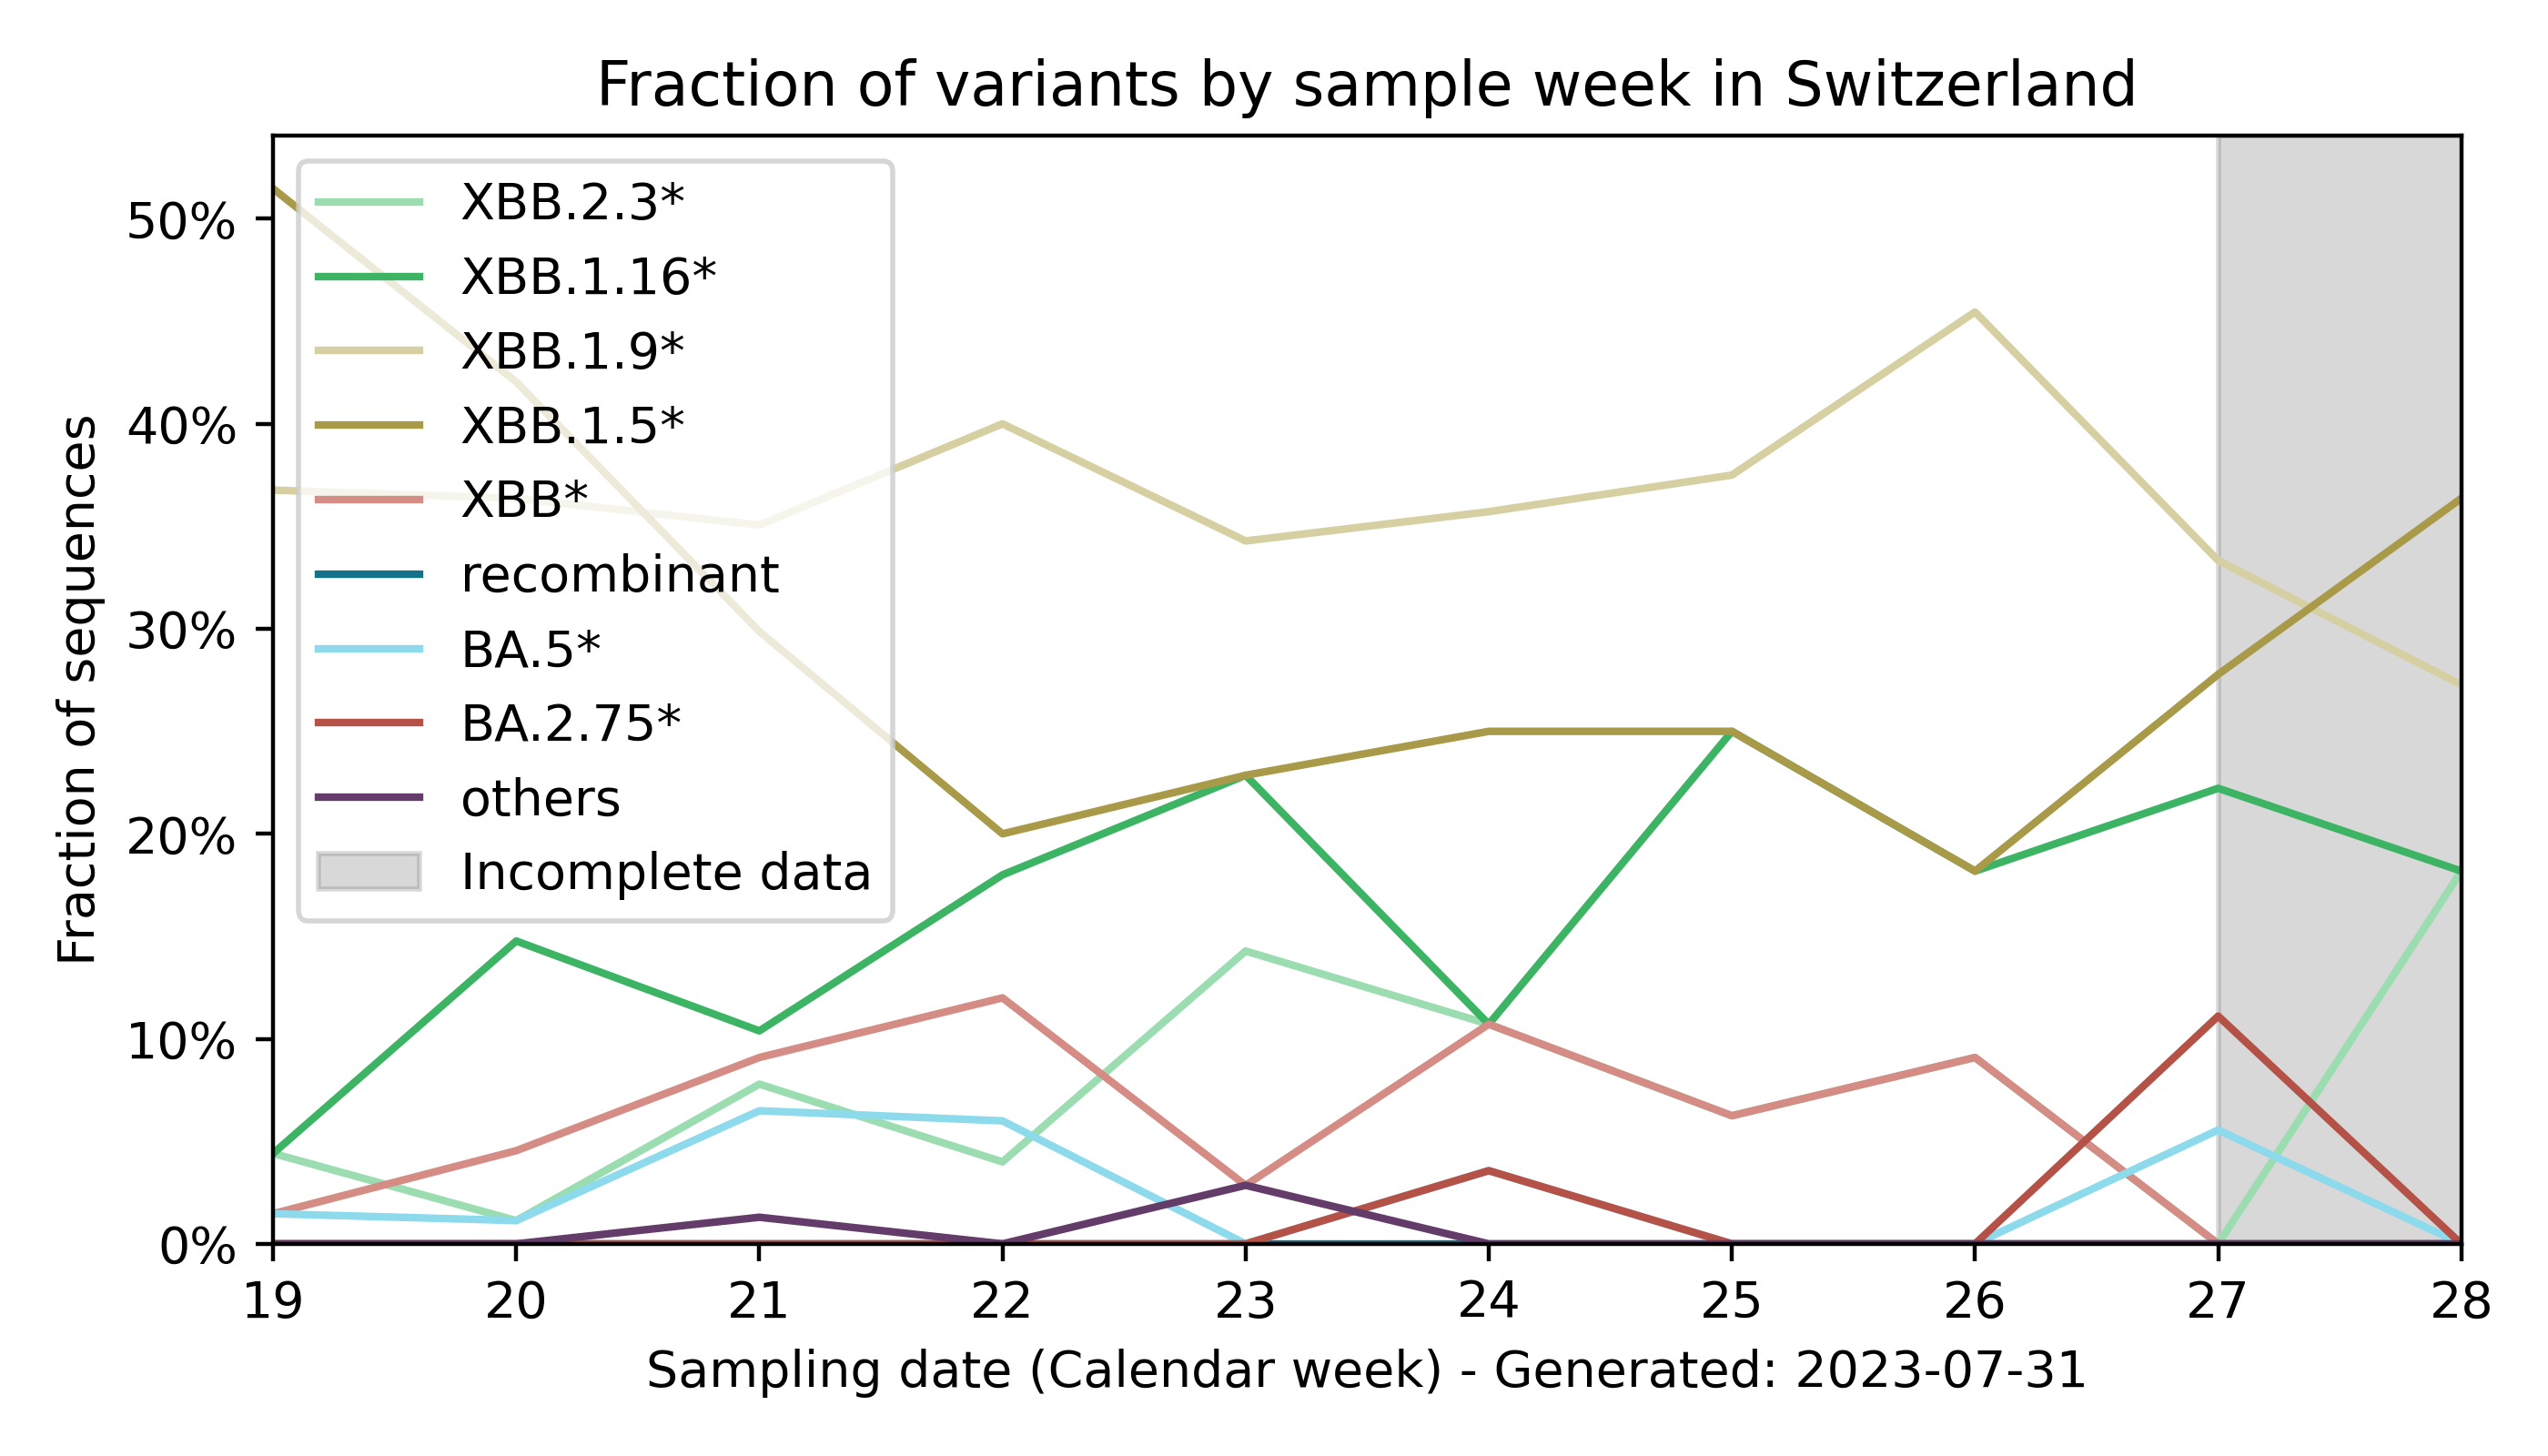 Fraction of variants by sample week in Switzerland
Fraction of sequences
50%
40%
30%
20%
10%
0%
XBB.2.3*
XBB.1.16*
XBB.1.9*
XBB.1.5*
XBB*
recombinant
BA.5*
BA.2.75*
others
Incomplete data
19 20 21 22 23 24 25 26 27 28
Sampling date (Calendar week) - Generated: 2023-07-31